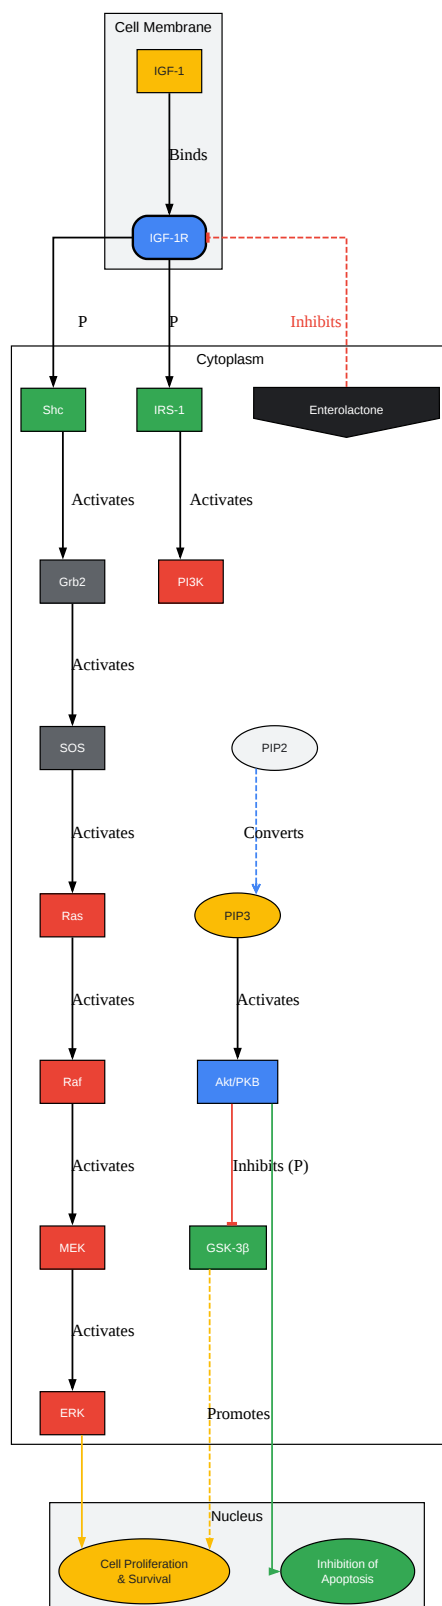 Cell Membrane
IGF-1
Binds
IGF-1R
P
P
Inhibits
Cytoplasm
Shc
IRS-1
Enterolactone
Activates
Activates
Grb2
PI3K
Activates
SOS
PIP2
Activates
Converts
Ras
PIP3
Activates
Activates
Raf
Akt/PKB
Activates
Inhibits (P)
MEK
GSK-3β
Activates
ERK
Promotes
Nucleus
Cell Proliferation
& Survival
Inhibition of
Apoptosis